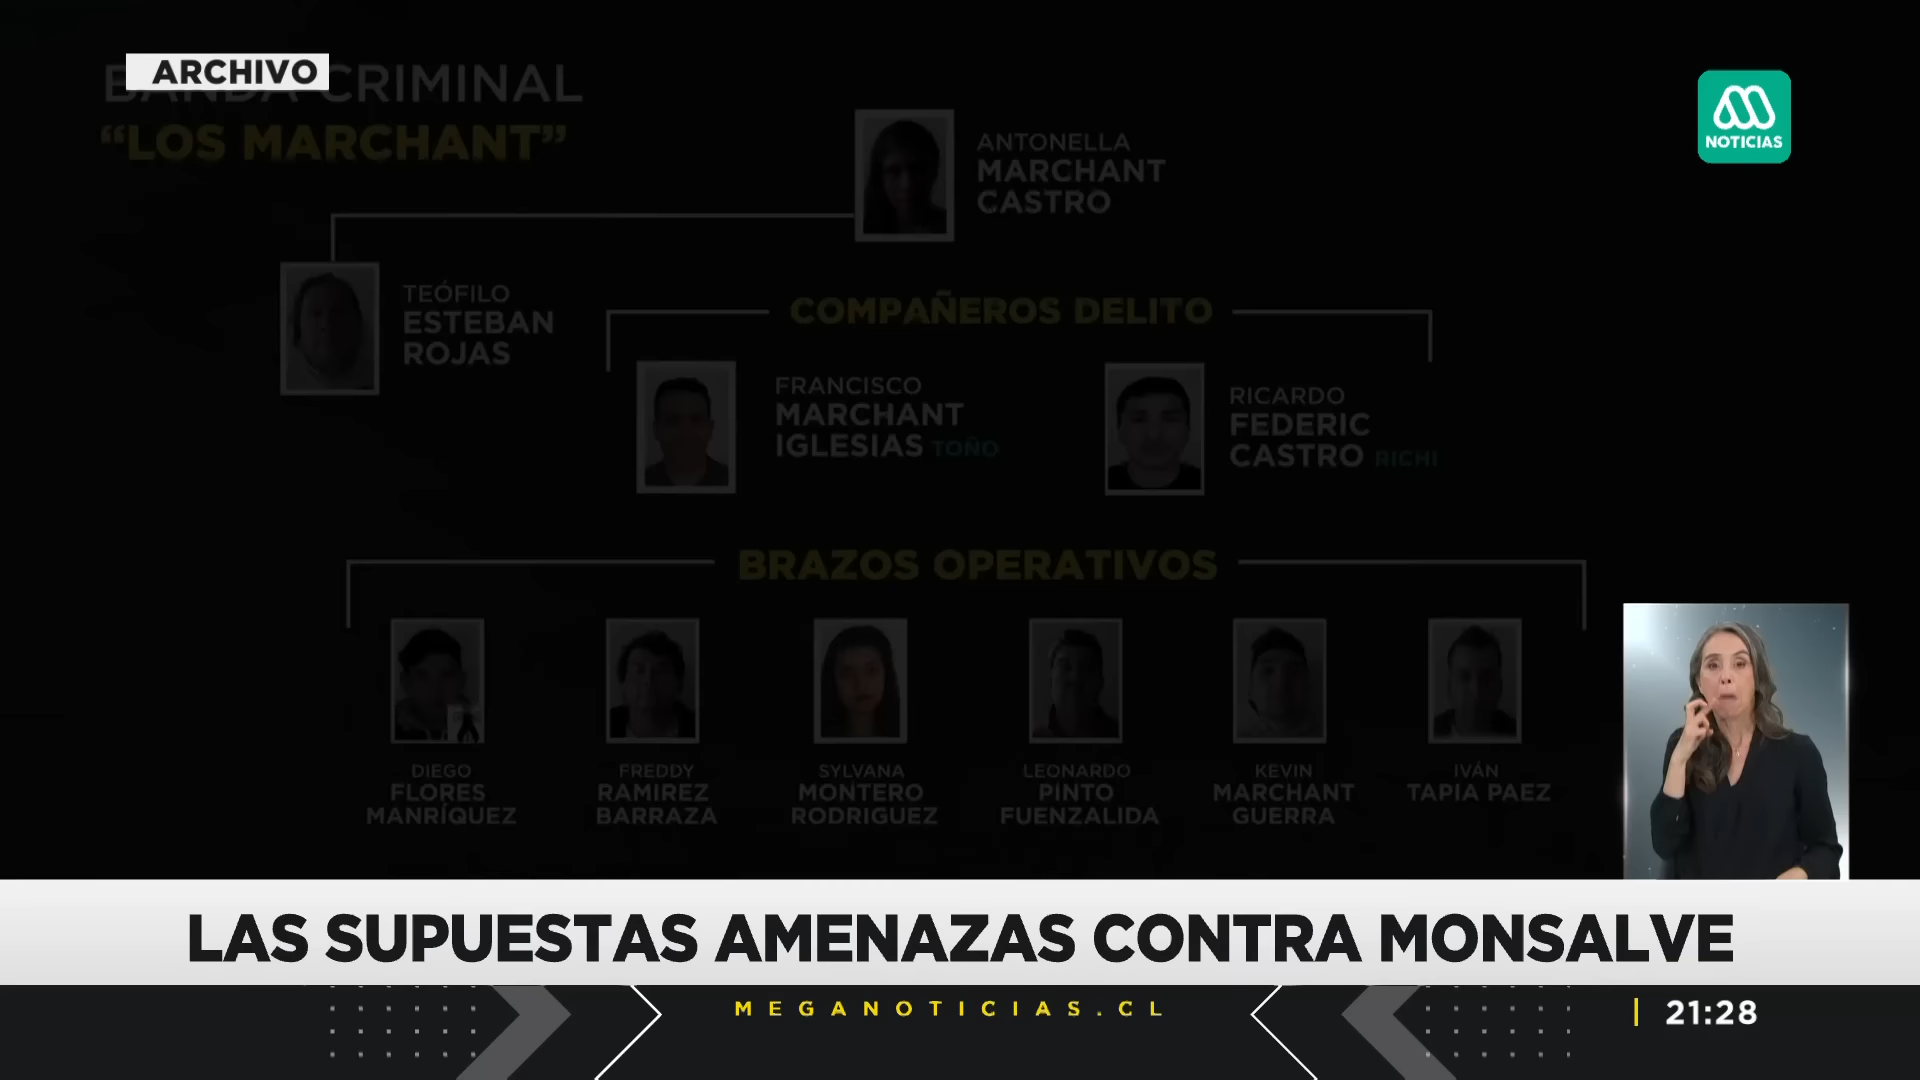 ARCHIVO
BANDA CRIMINAL
“LOS MARCHANT”
NOTICIAS
ANTONELLA
MARCHANT
CASTRO
TEÓFILO
ESTEBAN
ROJAS
COMPAÑEROS DELITO
FRANCISCO
MARCHANT
IGLESIAS TOÑO
RICARDO
FEDERIC
CASTRO RICHI
BRAZOS OPERATIVOS
DIEGO
FLORES
MANRÍQUEZ
FREDDY
RAMIREZ
BARRAZA
SYLVANA
MONTERO
RODRIGUEZ
LEONARDO
PINTO
FUENZALIDA
KEVIN
MARCHANT
GUERRA
IVÁN
TAPIA PAEZ
LAS SUPUESTAS AMENAZAS CONTRA MONSALVE
MEGANOTICIAS.CL
21:28